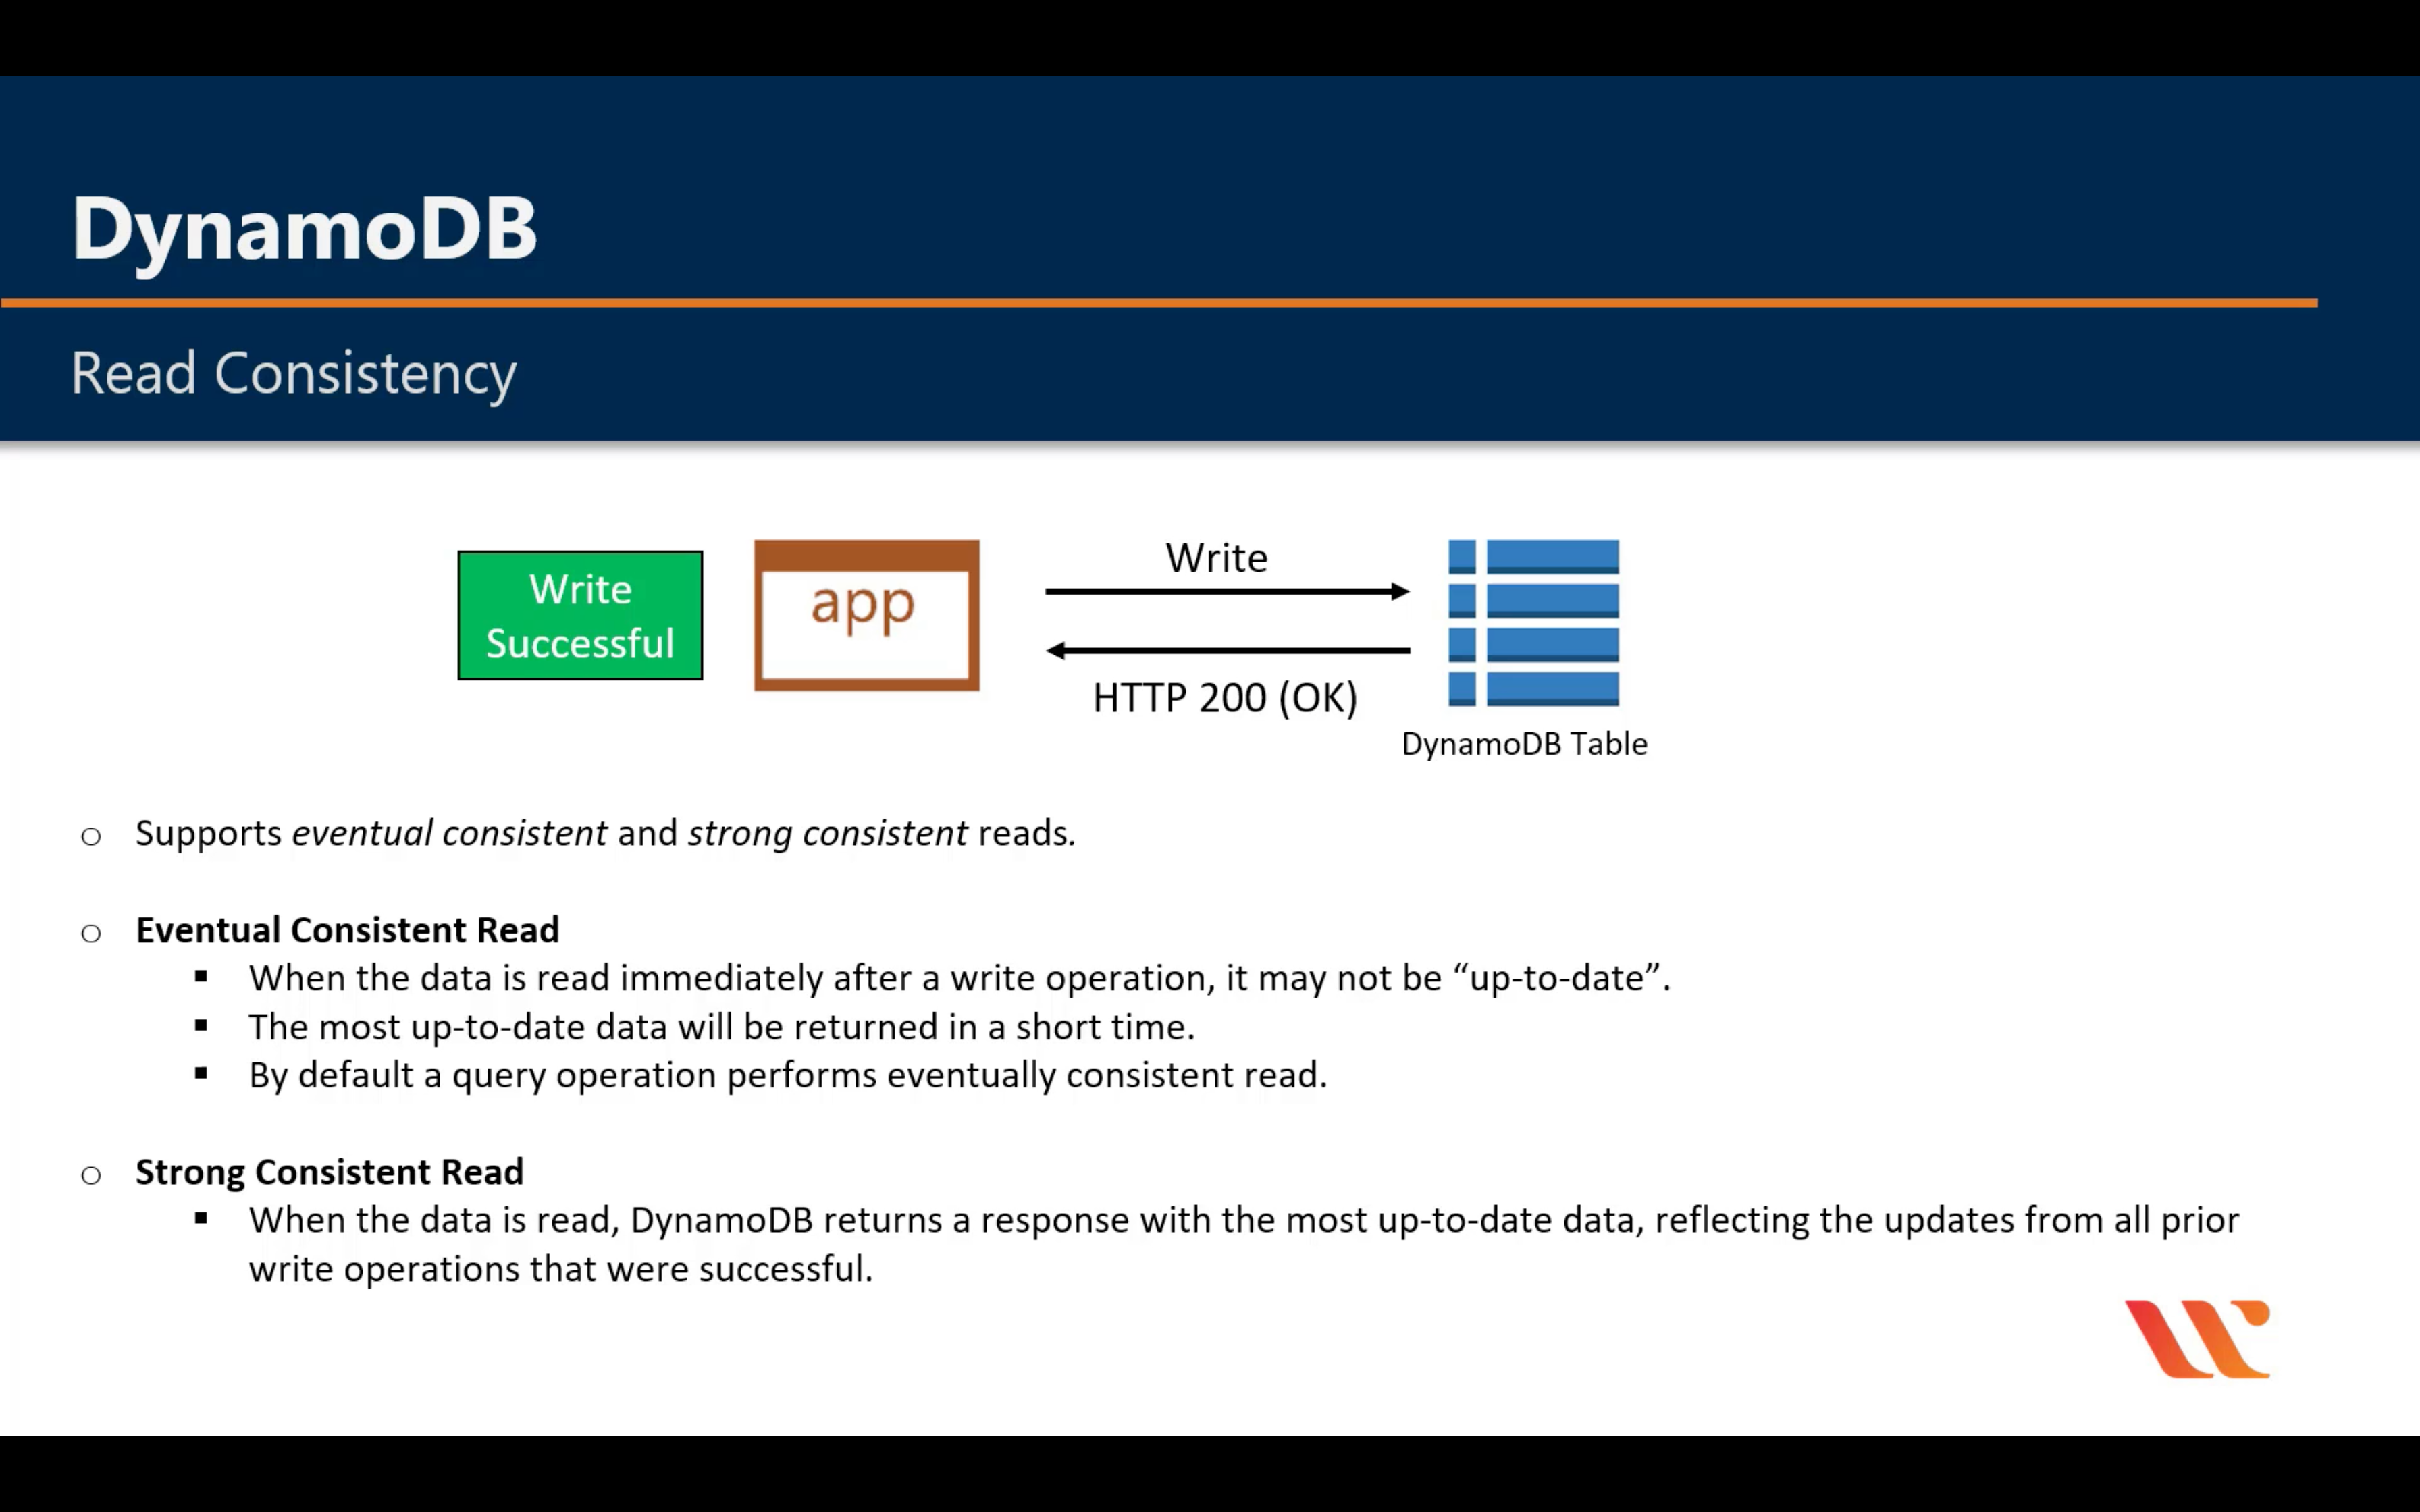 DynamoDB
Read Consistency
Write
Successful
app
Write
HTTP 200 (OK)
DynamoDB Table
o Supports eventual consistent and strong consistent reads.
o Eventual Consistent Read
▪ When the data is read immediately after a write operation, it may not be “up-to-date”.
▪ The most up-to-date data will be returned in a short time.
▪ By default a query operation performs eventually consistent read.
o Strong Consistent Read
▪ When the data is read, DynamoDB returns a response with the most up-to-date data, reflecting the updates from all prior
write operations that were successful.